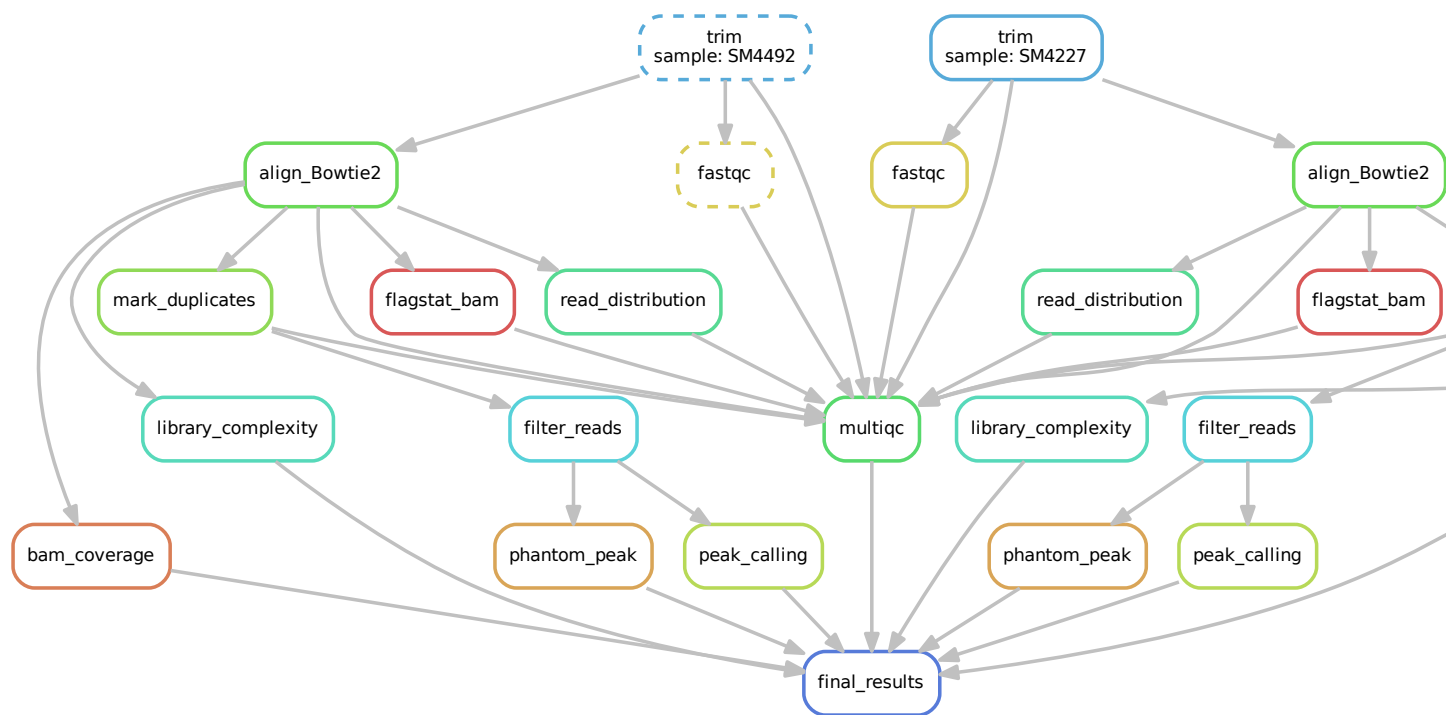 trim
sample: SM4492
trim
sample: SM4227
align_Bowtie2
fastqc
fastqc
align_Bowtie2
mark_duplicates
flagstat_bam
read_distribution
read_distribution
flagstat_bam
library_complexity
filter_reads
multiqc
library_complexity
filter_reads
bam_coverage
phantom_peak
peak_calling
phantom_peak
peak_calling
final_results